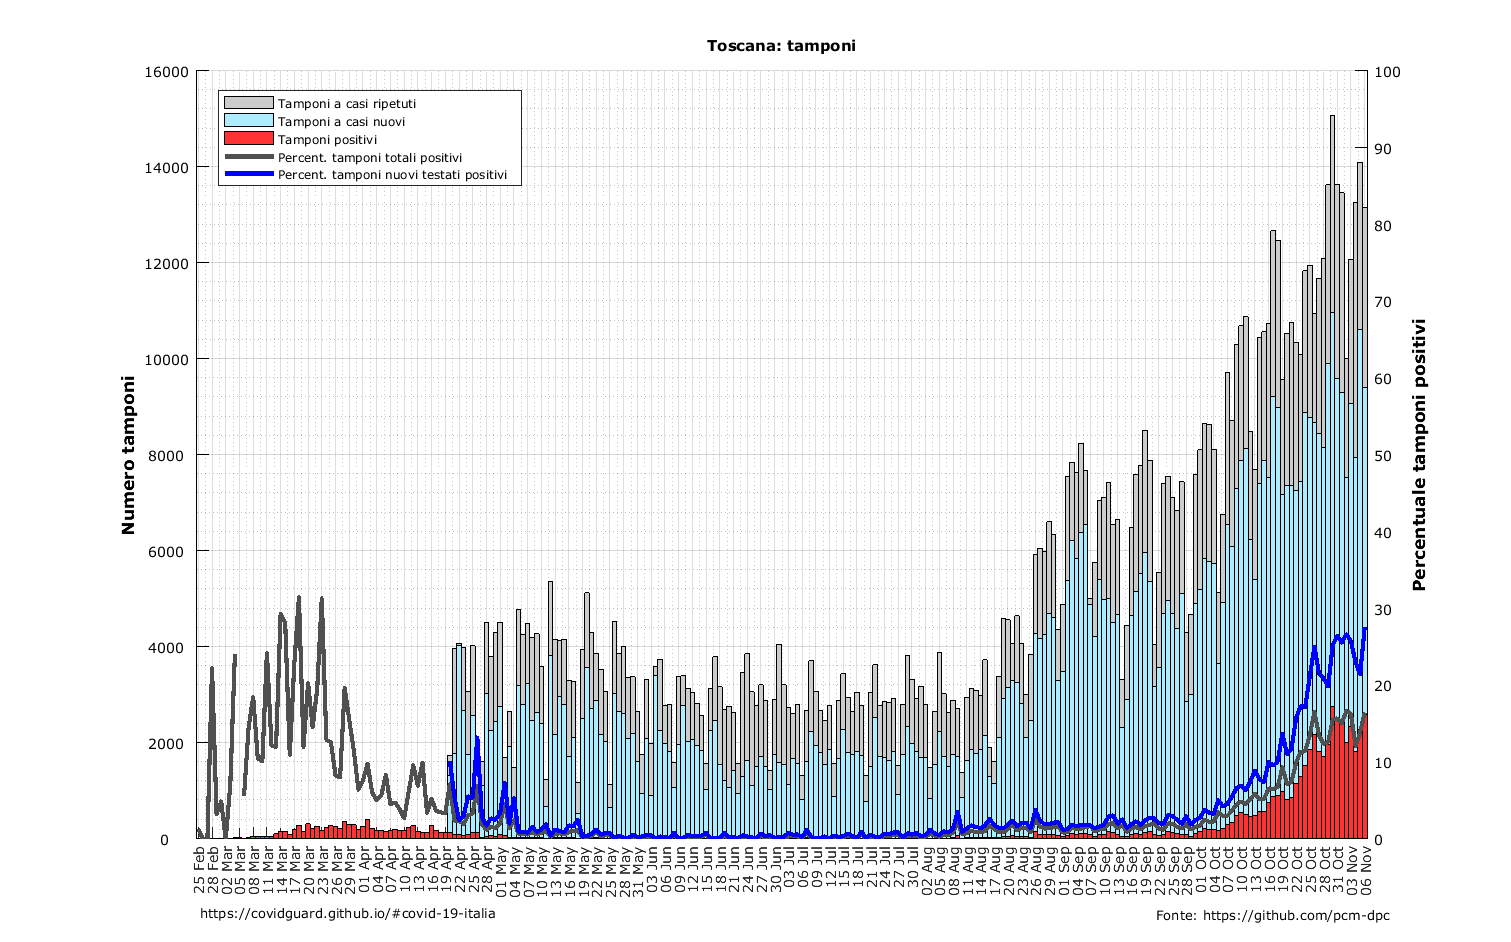 Toscana: tamponi
Tamponi a casi ripetuti
Tamponi a casi nuovi
Tamponi positivi
Percent. tamponi totali positivi
Percent. tamponi nuovi testati positivi
Numero tamponi
16000
14000
12000
10000
8000
6000
4000
2000
0
Percentuale tamponi positivi
100
90
80
70
60
50
40
30
20
10
0
25 Feb
28 Feb
02 Mar
05 Mar
08 Mar
11 Mar
14 Mar
17 Mar
20 Mar
23 Mar
26 Mar
29 Mar
01 Apr
04 Apr
07 Apr
10 Apr
13 Apr
16 Apr
19 Apr
22 Apr
25 Apr
28 Apr
01 May
04 May
07 May
10 May
13 May
16 May
19 May
22 May
25 May
28 May
31 May
03 Jun
06 Jun
09 Jun
12 Jun
15 Jun
18 Jun
21 Jun
24 Jun
27 Jun
30 Jun
03 Jul
06 Jul
09 Jul
12 Jul
15 Jul
18 Jul
21 Jul
24 Jul
27 Jul
30 Jul
02 Aug
05 Aug
08 Aug
11 Aug
14 Aug
17 Aug
20 Aug
23 Aug
26 Aug
29 Aug
01 Sep
04 Sep
07 Sep
10 Sep
13 Sep
16 Sep
19 Sep
22 Sep
25 Sep
28 Sep
01 Oct
04 Oct
07 Oct
10 Oct
13 Oct
16 Oct
19 Oct
22 Oct
25 Oct
28 Oct
31 Oct
03 Nov
06 Nov
https://covidguard.github.io/#covid-19-italia
Fonte: https://github.com/pcm-dpc